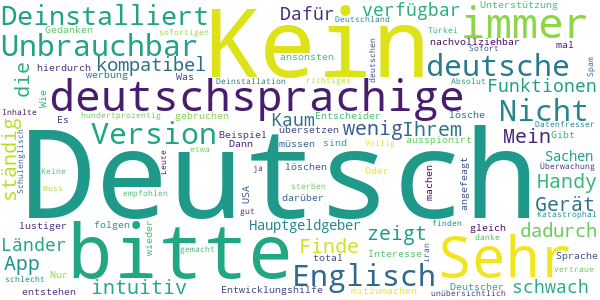 Deinstalliert
Kein
Dafür
Deutschland
verfügbar
Unterstützung
Gedanken
sofortigen
immer
Türkei
nachvollziehbar
mal
Unbrauchbar
ansonsten
deutschen
Sofort
Spam
hierdurch
kompatibel
werbung
Was
Deinstallation
richtiges
deutsche
Absolut
Funktionen
die
Wie
deutschsprachige
Inhalte
hundertprozentig
gebruchen
Entscheider
Nicht
Datenfresser
Es
Version
Beispiel
Kaum
wenig
Ihrem
lösche
Mein
Gibt
ständig
Schulenglisch
Dann
übersetzen
müssen
sind
ausspioniert
Sachen
Überwachung
Deutsch
etwa
Völlig
Keine
Leute
ja
löschen
Oder
machen
angefeagt
Handy
Muss
empfohlen
sterben
darüber
USA
Gerät
Katastrophal
lustiger
gut
folgen
wieder
Hauptgeldgeber
finden
gleich
danke
dadurch
Länder
bitte
Finde
zeigt
Iran
Sehr
App
gemacht
total
Interesse
Deutscher
Sprache
schlecht
Nur
intuitiv
Englisch
Vertraue
entstehen
Entwicklungshilfe
mitzumachen
unübersichtlich
schwach